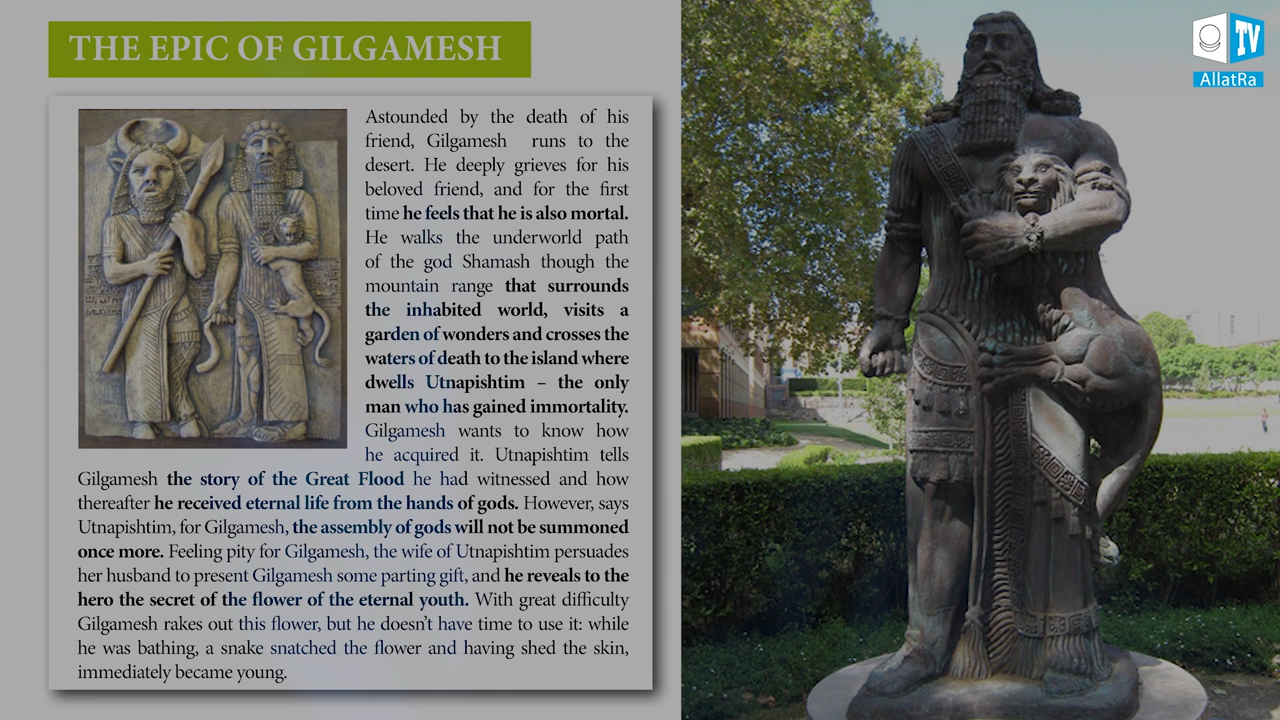 THE EPIC OF GILGAMESH
Astounded by the death of his
friend, Gilgamesh runs to the
desert. He deeply grieves for his
beloved friend, and for the first
time he feels that he is also mortal.
He walks the underworld path
of the god Shamash though the
mountain range that surrounds
the inhabited world, visits a
garden of wonders and crosses the
waters of death to the island where
dwells Utnapishtim – the only
man who has gained immortality.
Gilgamesh wants to know how
he acquired it. Utnapishtim tells
Gilgamesh the story of the Great Flood he had witnessed and how
thereafter he received eternal life from the hands of gods. However, says
Utnapishtim, for Gilgamesh, the assembly of gods will not be summoned
once more. Feeling pity for Gilgamesh, the wife of Utnapishtim persuades
her husband to present Gilgamesh some parting gift, and he reveals to the
hero the secret of the flower of the eternal youth. With great difficulty
Gilgamesh rakes out this flower, but he doesn't have time to use it: while
he was bathing, a snake snatched the flower and having shed the skin,
immediately became young.
TV
AllatRa